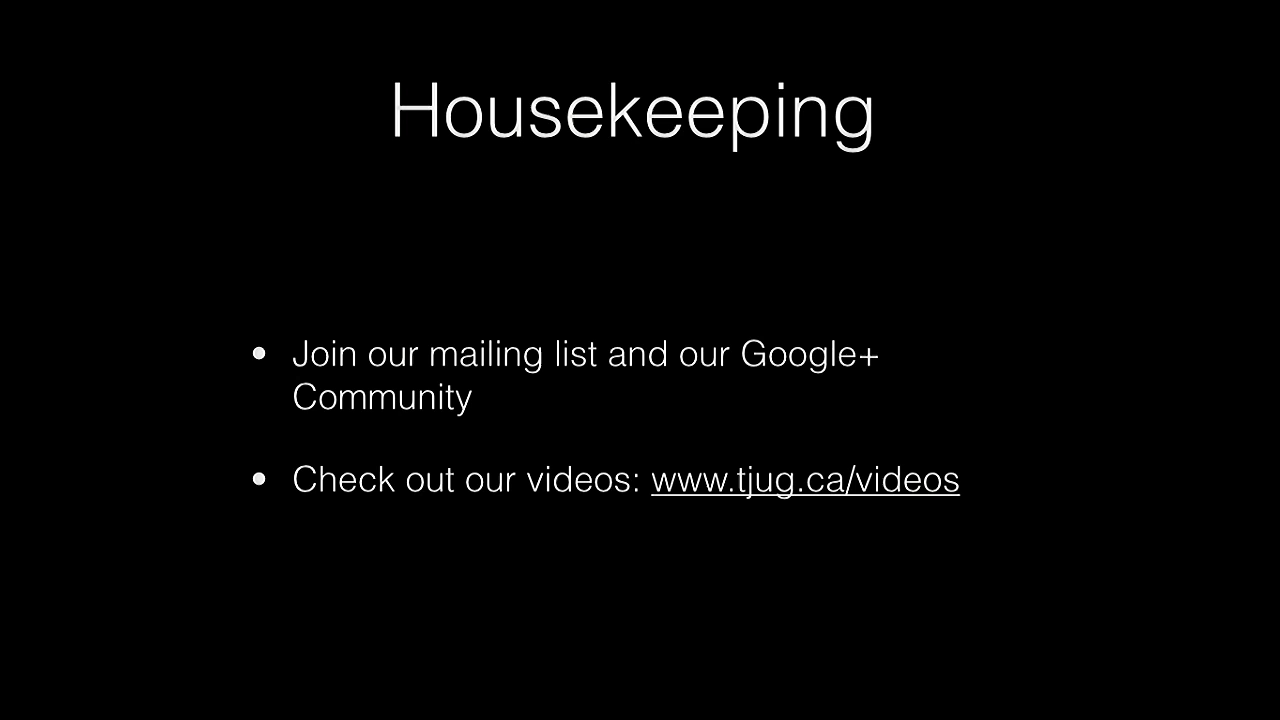 Housekeeping
• Join our mailing list and our Google+
Community
• Check out our videos: www.tjug.ca/videos